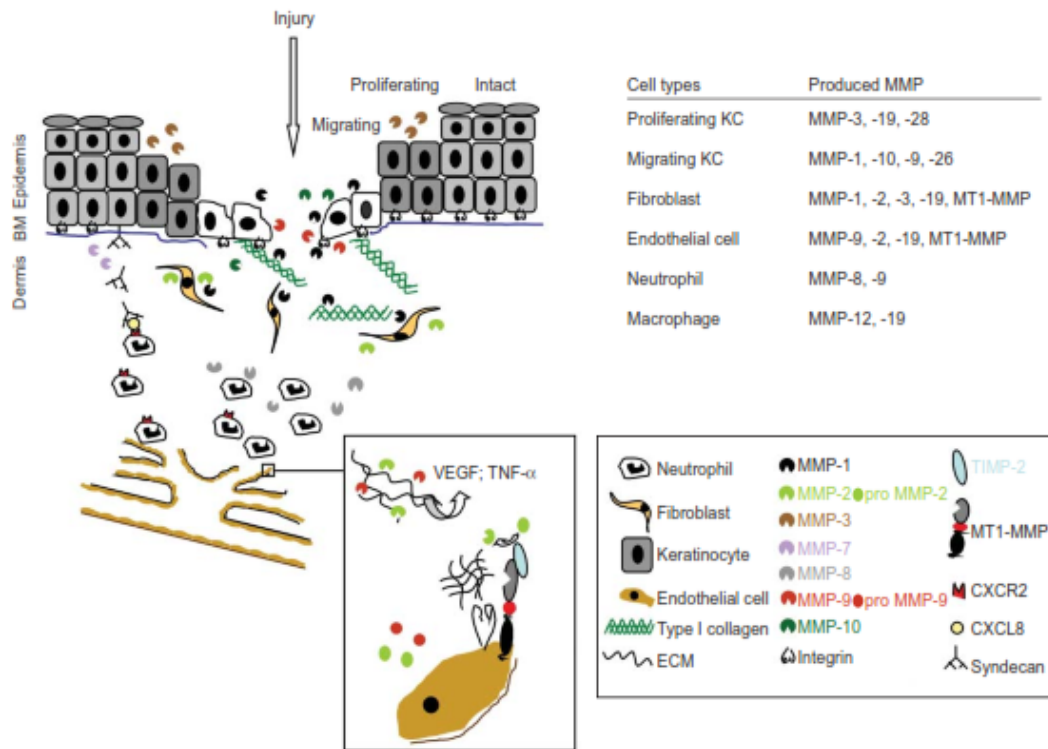 Injury
Proliferating Intact
Migrating
Epidermis
BM
Dermis
Cell types Produced MMP
Proliferating KC MMP-3, -19, -28
Migrating KC MMP-1, -10, -9, -26
Fibroblast MMP-1, -2, -3, -19, MT1-MMP
Endothelial cell MMP-9, -2, -19, MT1-MMP
Neutrophil MMP-8, -9
Macrophage MMP-12, -19
VEGF; TNF-α
Neutrophil
Fibroblast
Keratinocyte
Endothelial cell
Type I collagen
ECM
MMP-1
MMP-2 pro MMP-2
MMP-3
MMP-7
MMP-8
MMP-9 pro MMP-9
MMP-10
Integrin
TIMP-2
MT1-MMP
CXCR2
CXCL8
Syndecan